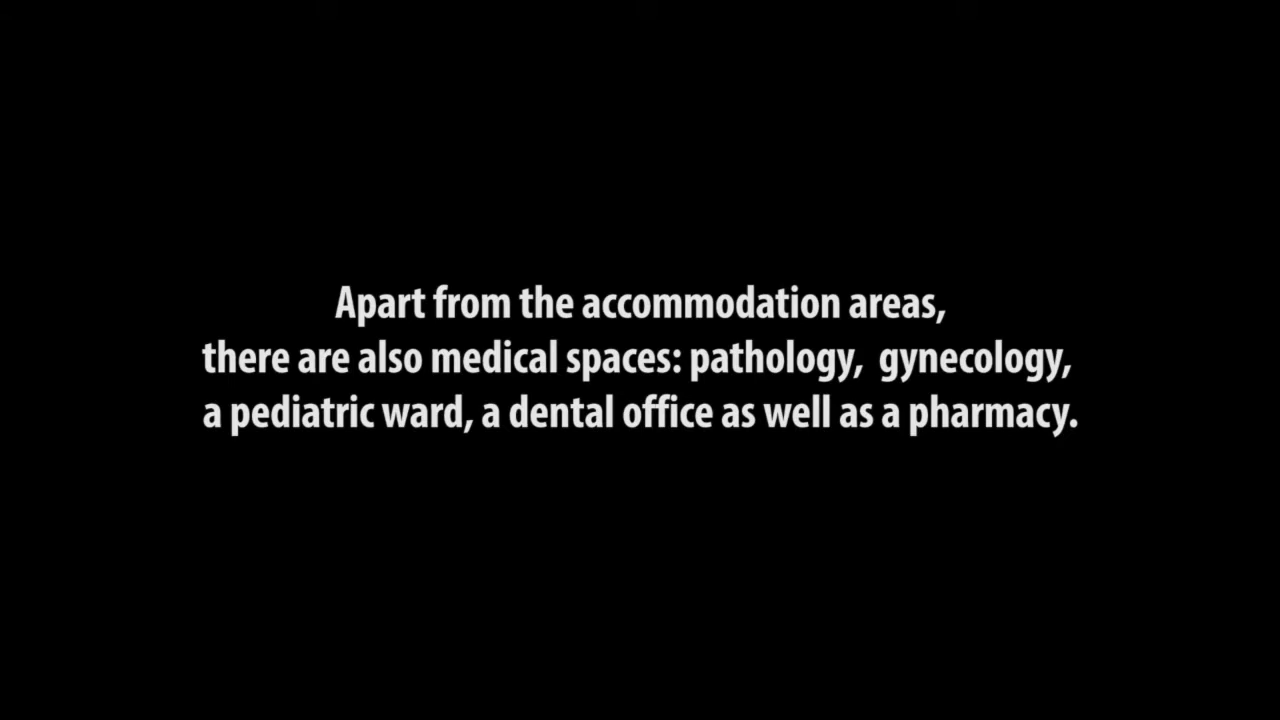 Apart from the accommodation areas,
there are also medical spaces: pathology,  gynecology,
a pediatric ward, a dental office as well as a pharmacy.